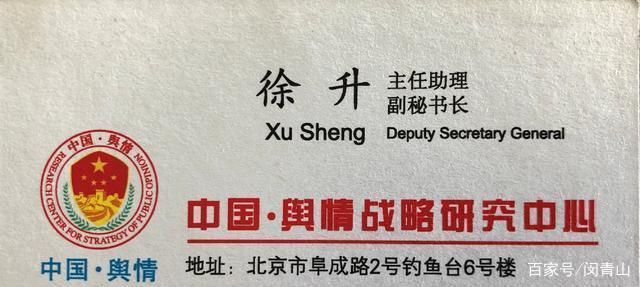 徐升 主任助理
副秘书长
Xu Sheng Deputy Secretary General
中国·舆情
RESEARCH CENTER FOR STRATEGY OF PUBLIC OPINION
中国·舆情战略研究中心
中国·舆情
地址：北京市阜成路2号钓鱼台6号楼
百家号/闵青山